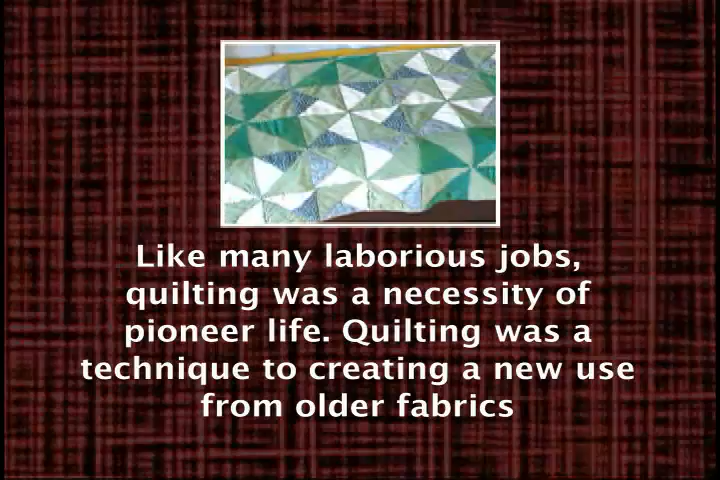 Like many laborious jobs,
quilting was a necessity of
pioneer life. Quilting was a
technique to creating a new use
from older fabrics